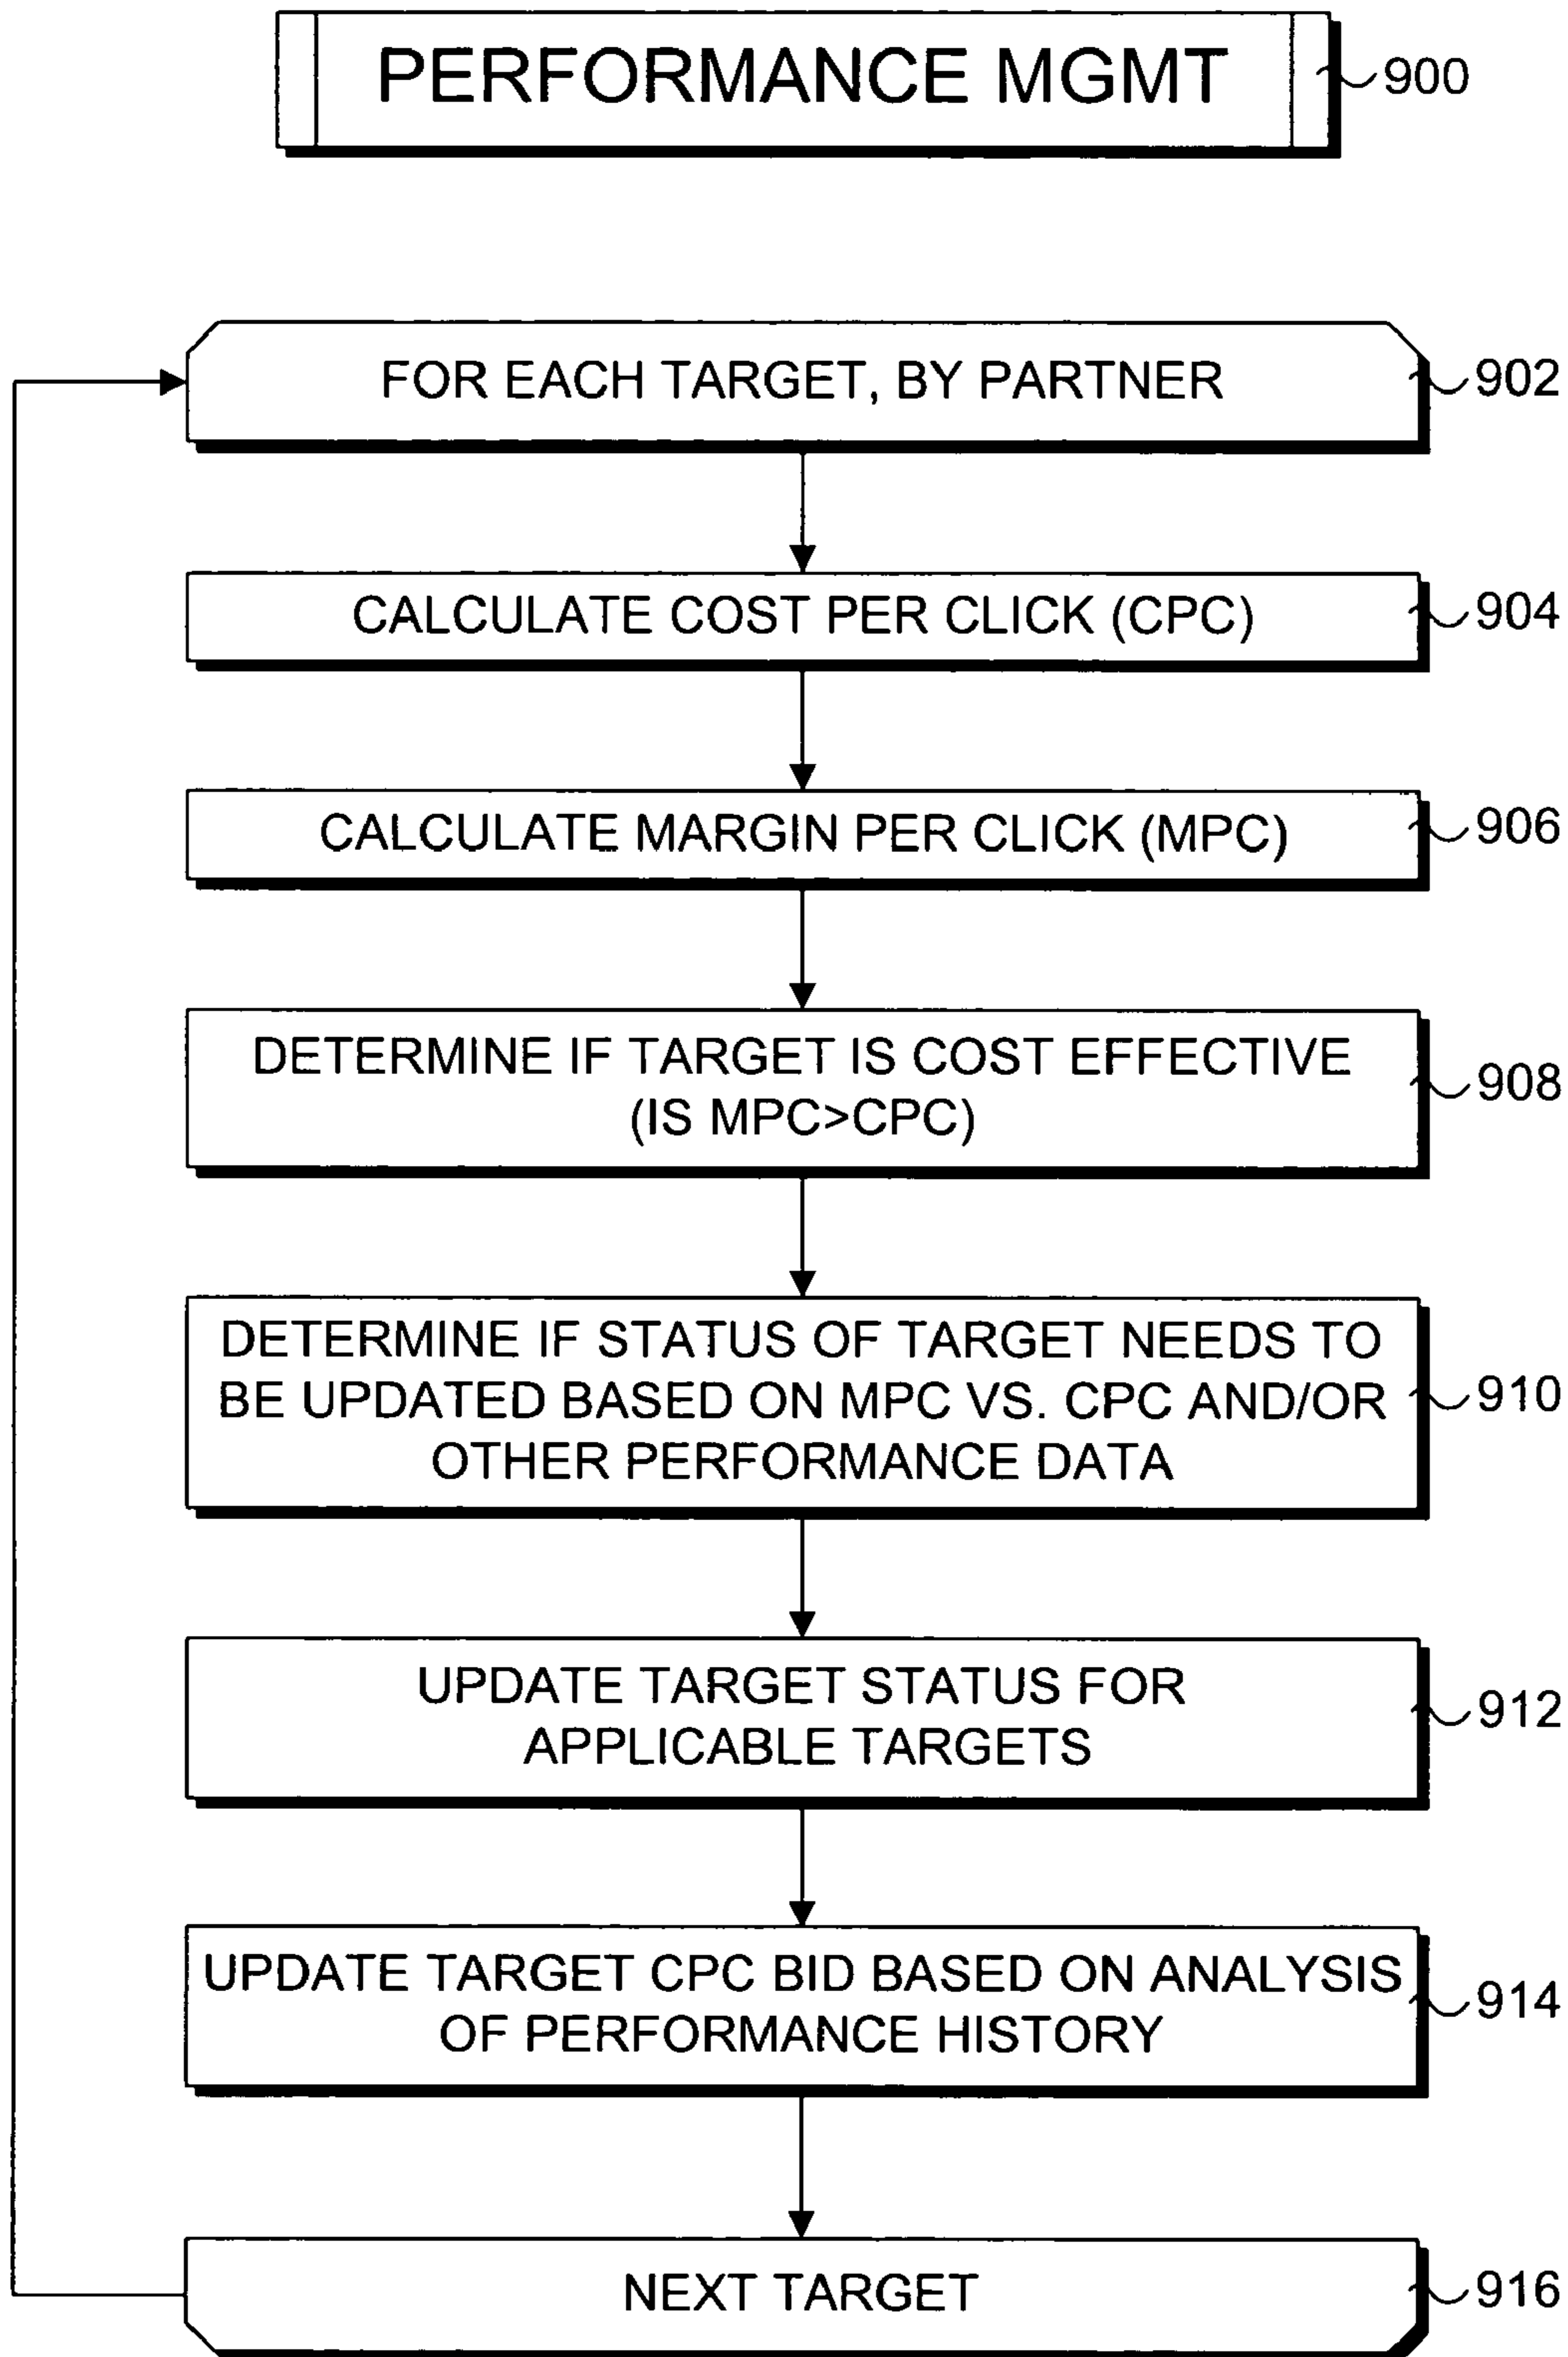 PERFORMANCE MGMT
900
FOR EACH TARGET, BY PARTNER
902
CALCULATE COST PER CLICK (CPC)
904
CALCULATE MARGIN PER CLICK (MPC)
906
DETERMINE IF TARGET IS COST EFFECTIVE
(IS MPC>CPC)
908
DETERMINE IF STATUS OF TARGET NEEDS TO
BE UPDATED BASED ON MPC VS. CPC AND/OR
OTHER PERFORMANCE DATA
910
UPDATE TARGET STATUS FOR
APPLICABLE TARGETS
912
UPDATE TARGET CPC BID BASED ON ANALYSIS
OF PERFORMANCE HISTORY
914
NEXT TARGET
916